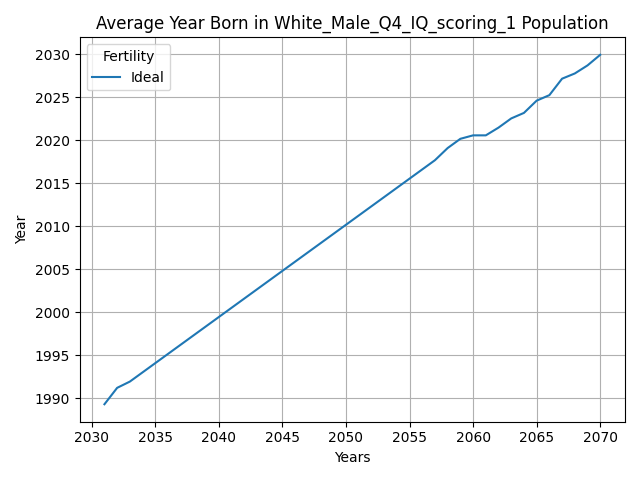 Average Year Born in White_Male_Q4_IQ_scoring_1 Population
Fertility
Ideal
2030
2025
2020
2015
2010
2005
2000
1995
1990
Year
2030 2035 2040 2045 2050 2055 2060 2065 2070
Years